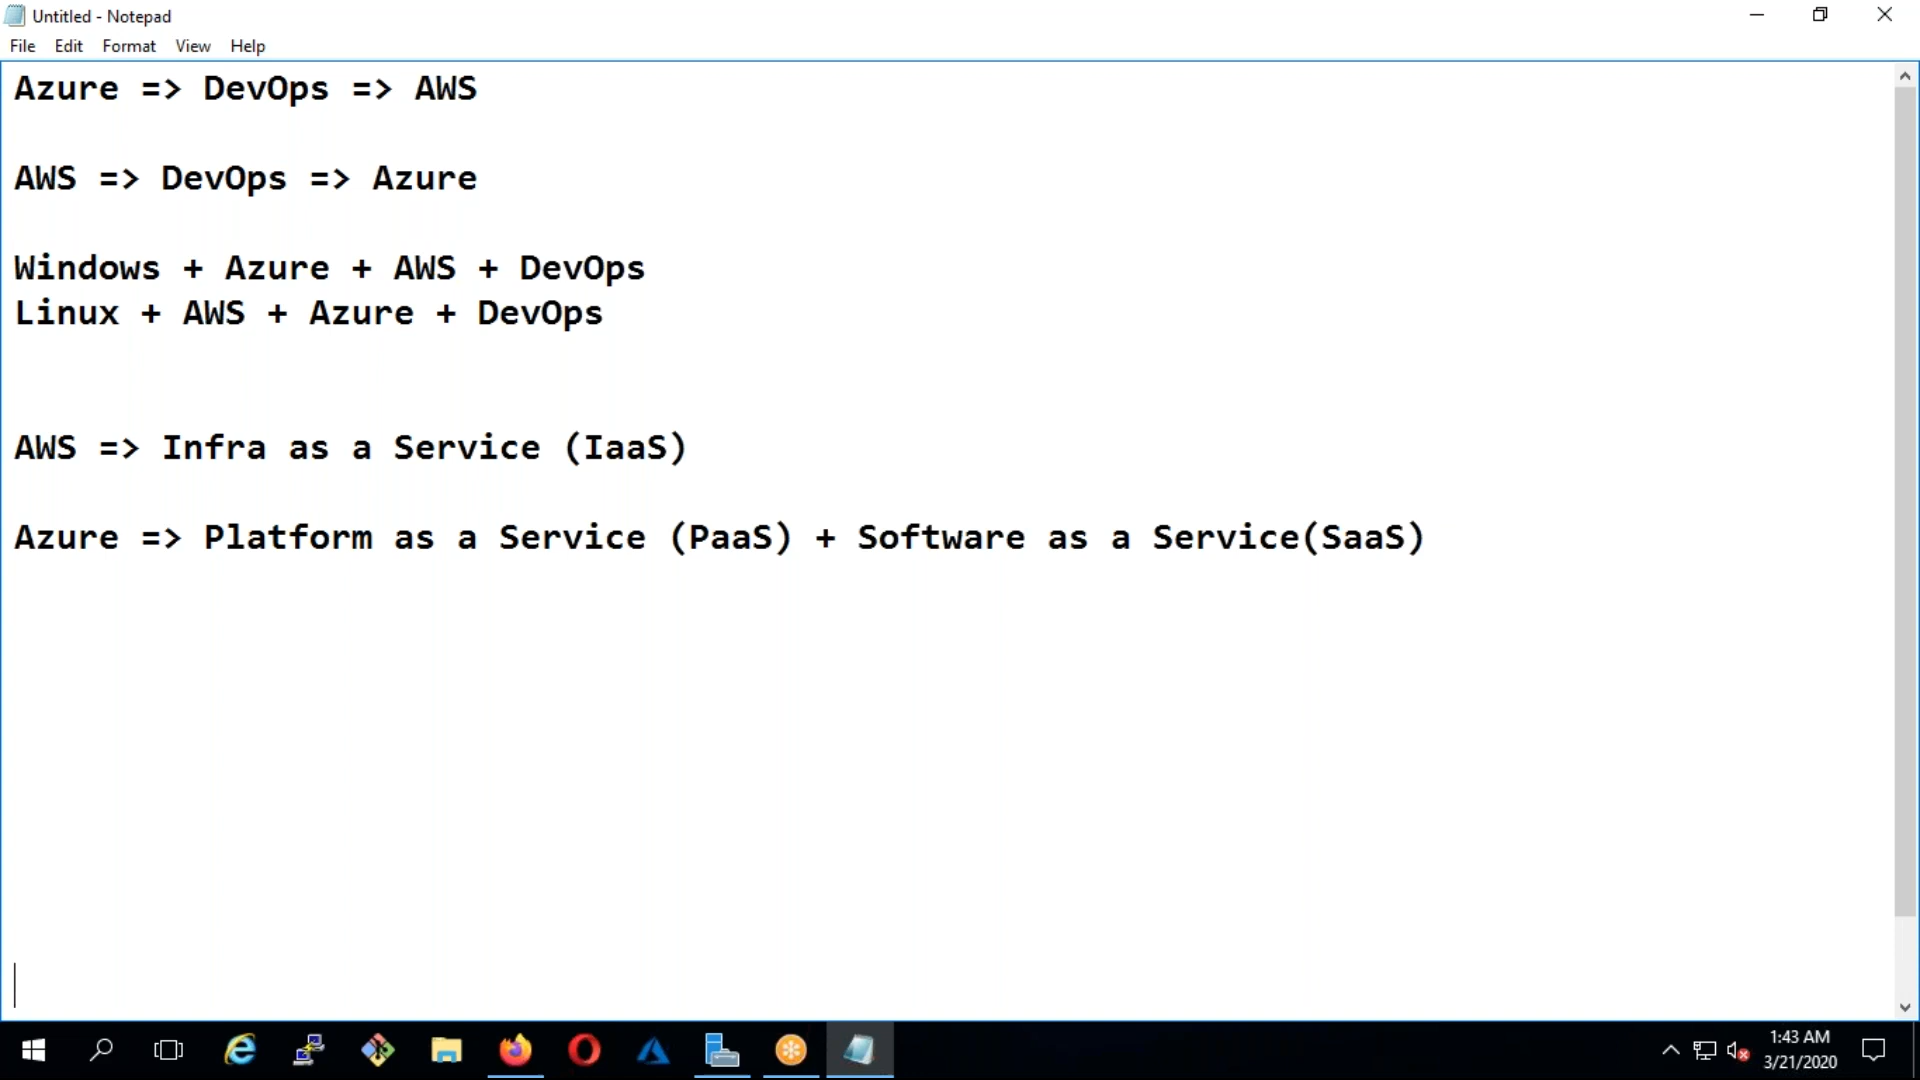 Untitled - Notepad
File Edit Format View Help
Azure => DevOps => AWS
AWS => DevOps => Azure
Windows + Azure + AWS + DevOps
Linux + AWS + Azure + DevOps
AWS => Infra as a Service (IaaS)
Azure => Platform as a Service (PaaS) + Software as a Service(SaaS)
1:43 AM
3/21/2020